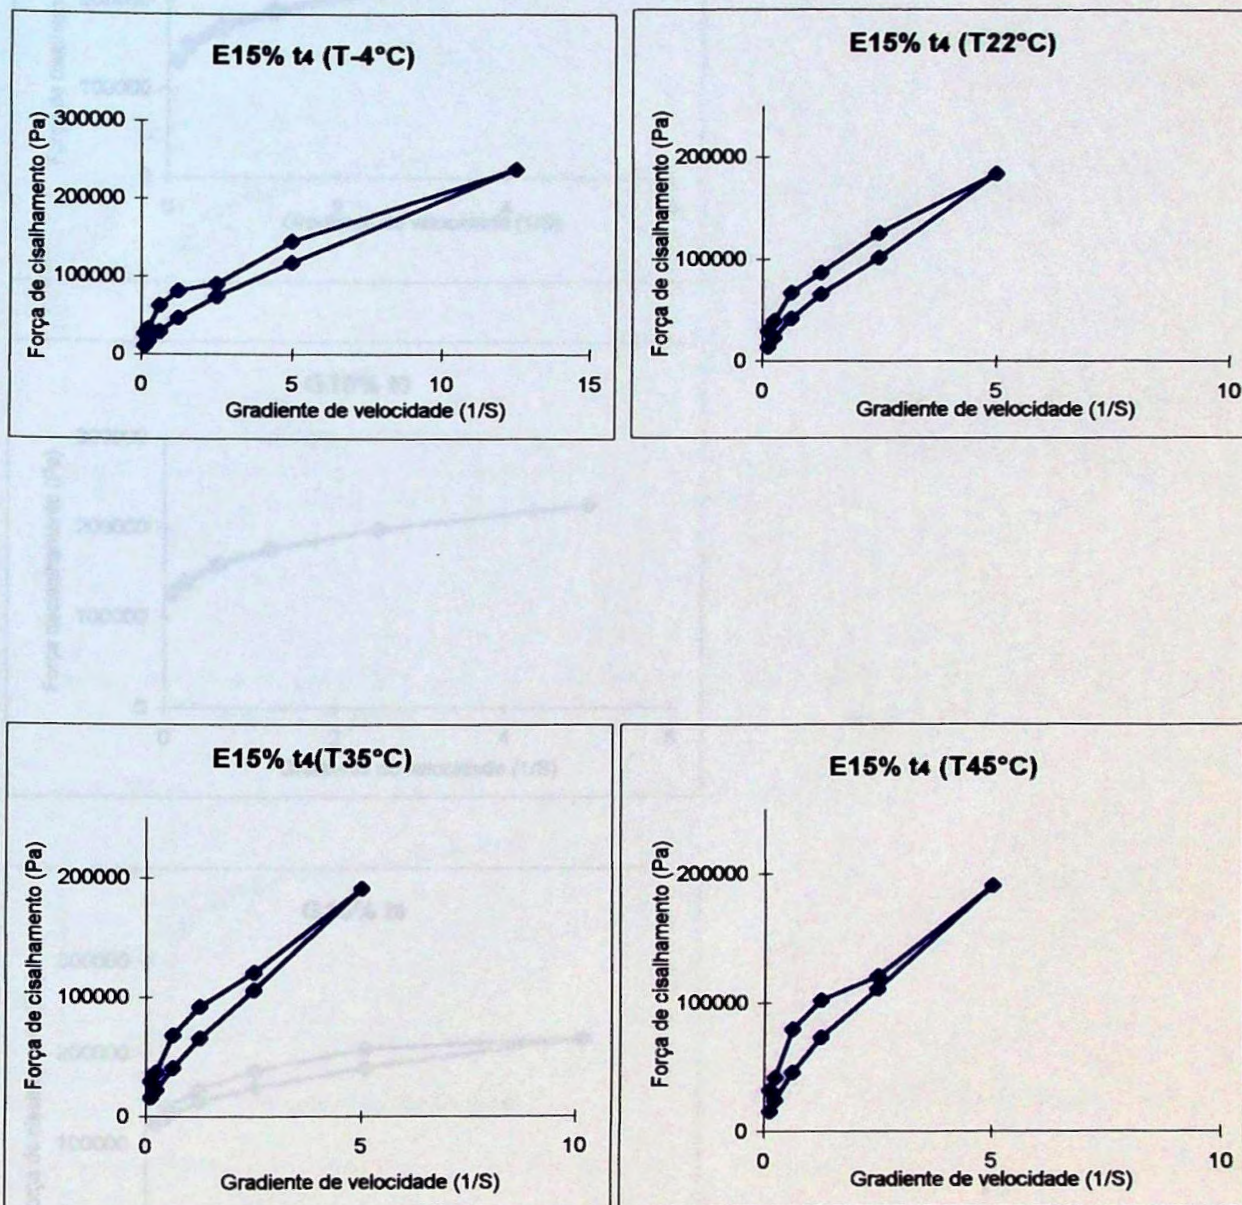 E15% t4 (T-4°C)
Força de cisalhamento (Pa)
300000
200000
100000
0
0 5 10 15
Gradiente de velocidade (1/S)
E15% t4 (T22°C)
Força de cisalhamento (Pa)
200000
100000
0
0 5 10
Gradiente de velocidade (1/S)
E15% t4(T35°C)
Força de cisalhamento (Pa)
200000
100000
0
0 5 10
Gradiente de velocidade (1/S)
E15% t4 (T45°C)
Força de cisalhamento (Pa)
200000
100000
0
0 5 10
Gradiente de velocidade (1/S)